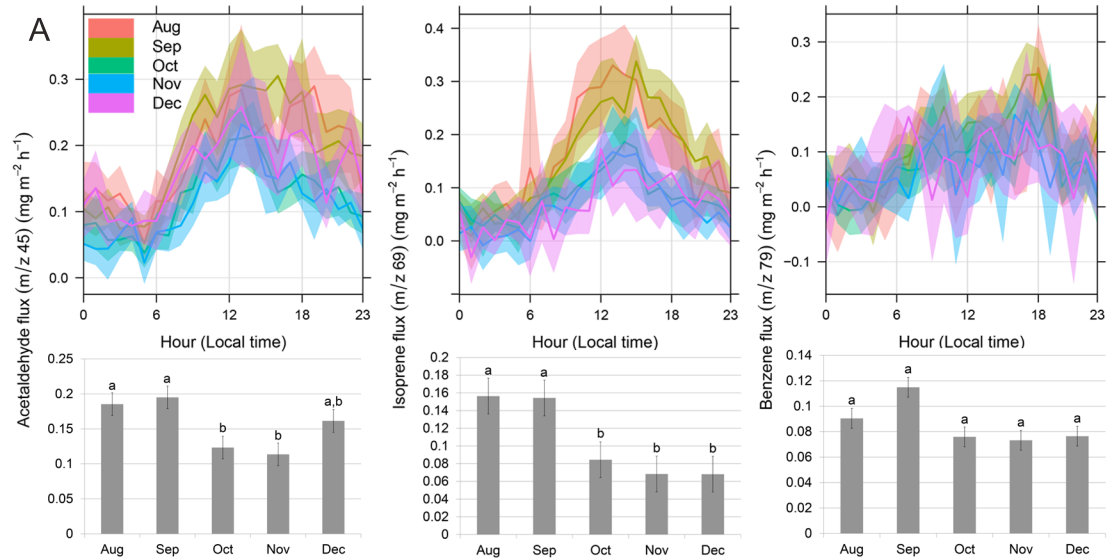 A
Aug
Sep
Oct
Nov
Dec
Acetaldehyde flux (m/z 45) (mg m⁻² h⁻¹)
0.3
0.2
0.1
0.0
0 6 12 18 23
Hour (Local time)
Isoprene flux (m/z 69) (mg m⁻² h⁻¹)
0.4
0.3
0.2
0.1
0.0
0 6 12 18 23
Hour (Local time)
Benzene flux (m/z 79) (mg m⁻² h⁻¹)
0.3
0.2
0.1
0.0
−0.1
0 6 12 18 23
Hour (Local time)
0.25
0.2
0.15
0.1
0.05
0
a a b b a,b
Aug Sep Oct Nov Dec
0.2
0.18
0.16
0.14
0.12
0.1
0.08
0.06
0.04
0.02
0
a a b b b
Aug Sep Oct Nov Dec
0.14
0.12
0.1
0.08
0.06
0.04
0.02
0
a a a a a
Aug Sep Oct Nov Dec